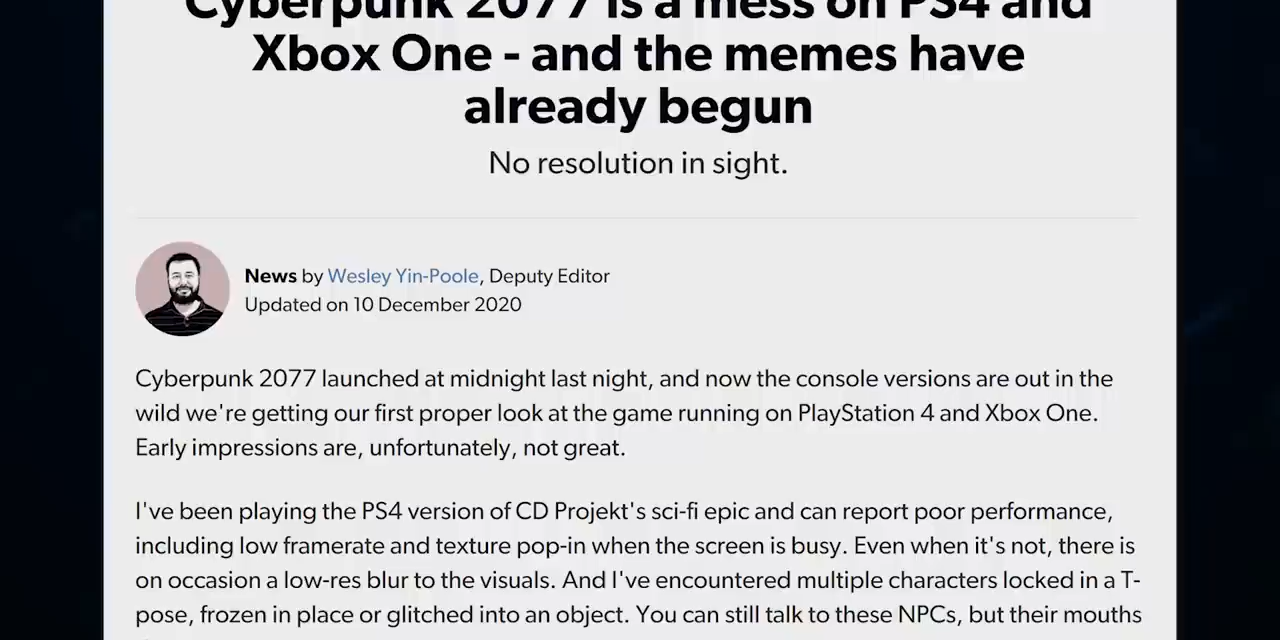 Cyberpunk 2077 is a mess on PS4 and
Xbox One - and the memes have
already begun
No resolution in sight.
News by Wesley Yin-Poole, Deputy Editor
Updated on 10 December 2020
Cyberpunk 2077 launched at midnight last night, and now the console versions are out in the
wild we're getting our first proper look at the game running on PlayStation 4 and Xbox One.
Early impressions are, unfortunately, not great.
I've been playing the PS4 version of CD Projekt's sci-fi epic and can report poor performance,
including low framerate and texture pop-in when the screen is busy. Even when it's not, there is
on occasion a low-res blur to the visuals. And I've encountered multiple characters locked in a T-
pose, frozen in place or glitched into an object. You can still talk to these NPCs, but their mouths